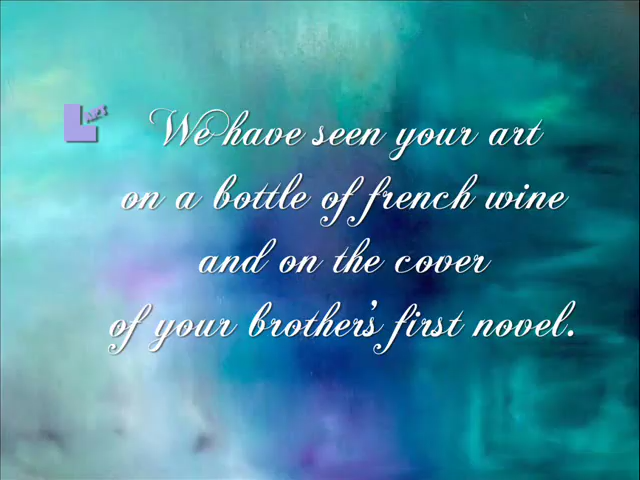 L'ART
We have seen your art
on a bottle of french wine
and on the cover
of your brother's first novel.